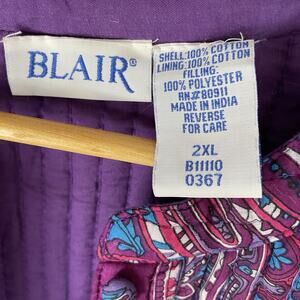 BLAIR®
SHELL:100% COTTON
LINING:100% COTTON
FILLING:
100% POLYESTER
RN#80911
MADE IN INDIA
REVERSE
FOR CARE
2XL
B11110
0367